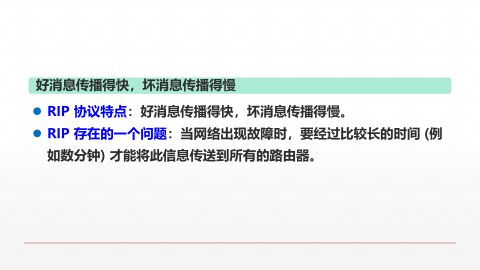 好消息传播得快，坏消息传播得慢
RIP 协议特点：好消息传播得快，坏消息传播得慢。
RIP 存在的一个问题：当网络出现故障时，要经过比较长的时间 (例
如数分钟) 才能将此信息传送到所有的路由器。